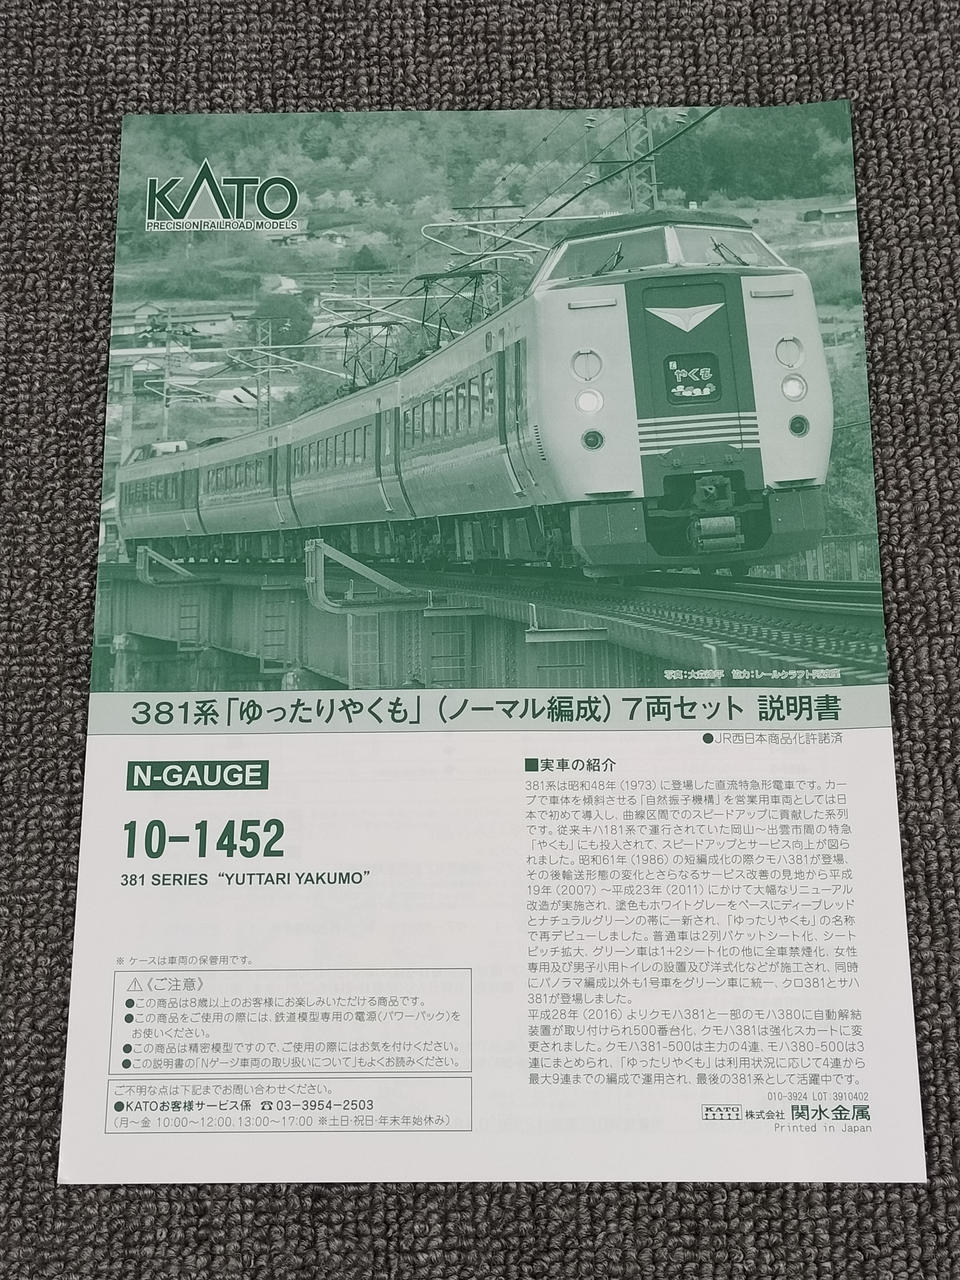 KATO
PRECISION RAILROAD MODELS
やくも
協力：レールクラフト阿波座
381系「ゆったりやくも」（ノーマル編成）7両セット 説明書
●JR西日本商品化許諾済
N-GAUGE
10-1452
381 SERIES “YUTTARI YAKUMO”
※ ケースは車両の保管用です。
⚠《ご注意》
●この商品は8歳以上のお客様にお楽しみいただける商品です。
●この商品をご使用の際には、鉄道模型専用の電源（パワーパック）を
お使いください。
●この商品は精密模型ですので、ご使用の際にはお気を付けください。
●この説明書の「Nゲージ車両の取り扱いについて」もよくお読みください。
ご不明な点は下記までお問い合わせください。
●KATOお客様サービス係 ☎03-3954-2503
（月〜金 10:00〜12:00、13:00〜17:00 ※土日・祝日・年末年始休み）
■実車の紹介
381系は昭和48年（1973）に登場した直流特急形電車です。カー
ブで車体を傾斜させる「自然振子機構」を営業用車両としては日
本で初めて導入し、曲線区間でのスピードアップに貢献した系列
です。従来キハ181系で運行されていた岡山〜出雲市間の特急
「やくも」にも投入されて、スピードアップとサービス向上が図ら
れました。昭和61年（1986）の短編成化の際クモハ381が登場、
その後輸送形態の変化とさらなるサービス改善の見地から平成
19年（2007）〜平成23年（2011）にかけて大幅なリニューアル
改造が実施され、塗色もホワイトグレーをベースにディープレッド
とナチュラルグリーンの帯に一新され、「ゆったりやくも」の名称
で再デビューしました。普通車は2列バケットシート化、シート
ピッチ拡大、グリーン車は1+2シート化の他に全車禁煙化、女性
専用及び男子小用トイレの設置及び洋式化などが施工され、同時
にパノラマ編成以外も1号車をグリーン車に統一、クロ381とサハ
381が登場しました。
平成28年（2016）よりクモハ381と一部のモハ380に自動解結
装置が取り付けられ500番台化、クモハ381は強化スカートに変
更されました。クモハ381-500は主力の4連、モハ380-500は3
連にまとめられ、「ゆったりやくも」は利用状況に応じて4連から
最大9連までの編成で運用され、最後の381系として活躍中です。
010-3924 LOT:3910402
KATO 株式会社 関水金属
Printed in Japan